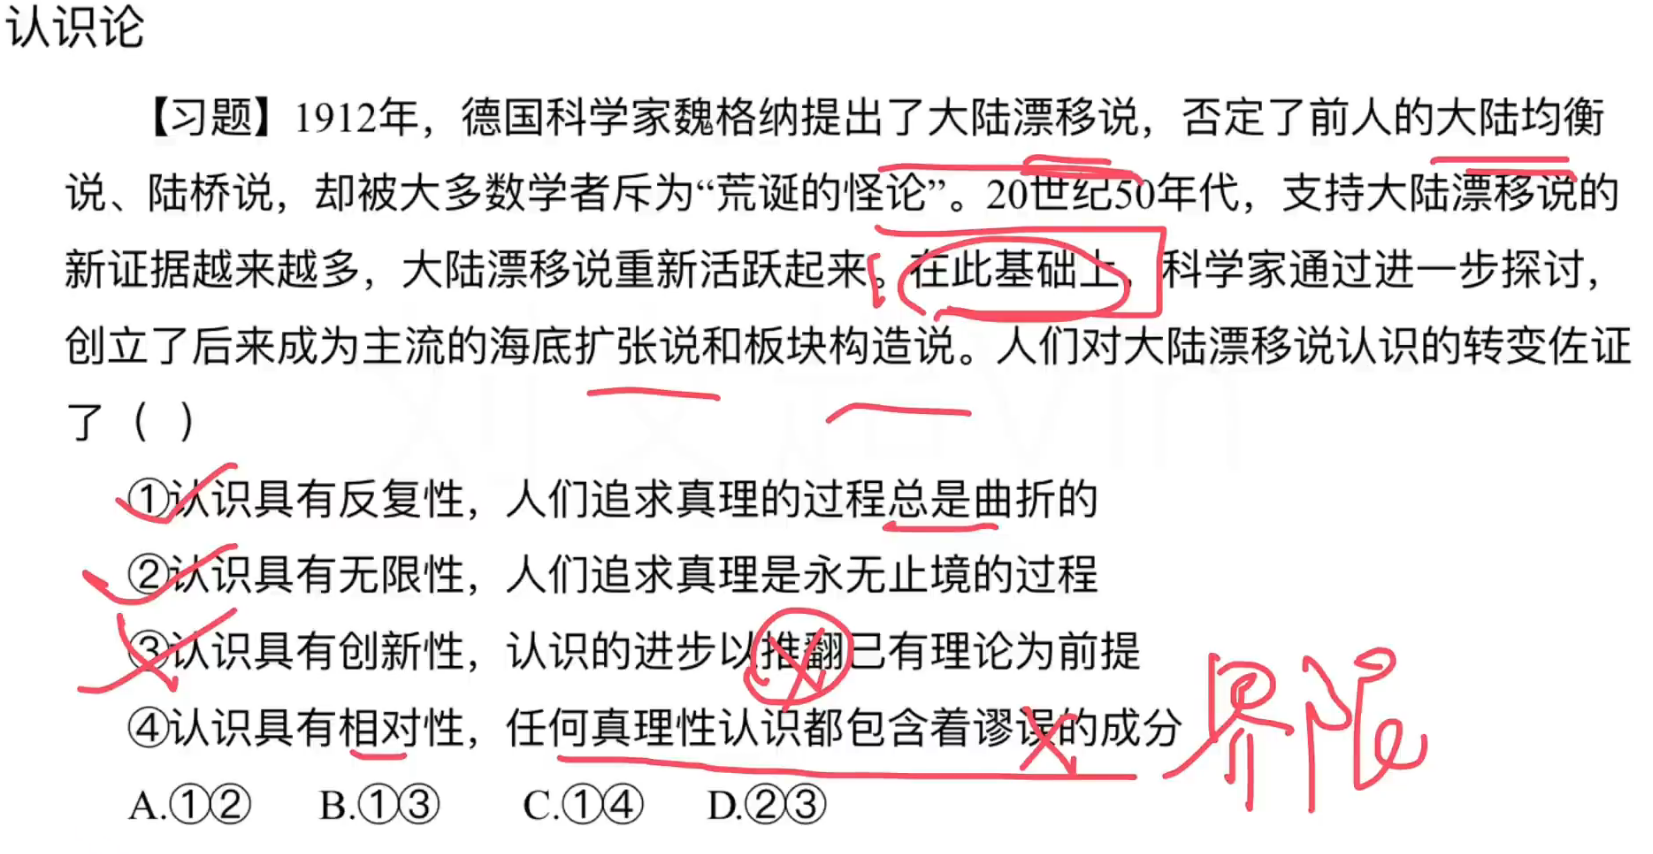 认识论
【习题】1912年，德国科学家魏格纳提出了大陆漂移说，否定了前人的大陆均衡
说、陆桥说，却被大多数学者斥为“荒诞的怪论”。20世纪50年代，支持大陆漂移说的
新证据越来越多，大陆漂移说重新活跃起来。在此基础上，科学家通过进一步探讨，
创立了后来成为主流的海底扩张说和板块构造说。人们对大陆漂移说认识的转变佐证
了（ ）
①认识具有反复性，人们追求真理的过程总是曲折的
②认识具有无限性，人们追求真理是永无止境的过程
③认识具有创新性，认识的进步以推翻已有理论为前提
④认识具有相对性，任何真理性认识都包含着谬误的成分
界限
A.①② B.①③ C.①④ D.②③